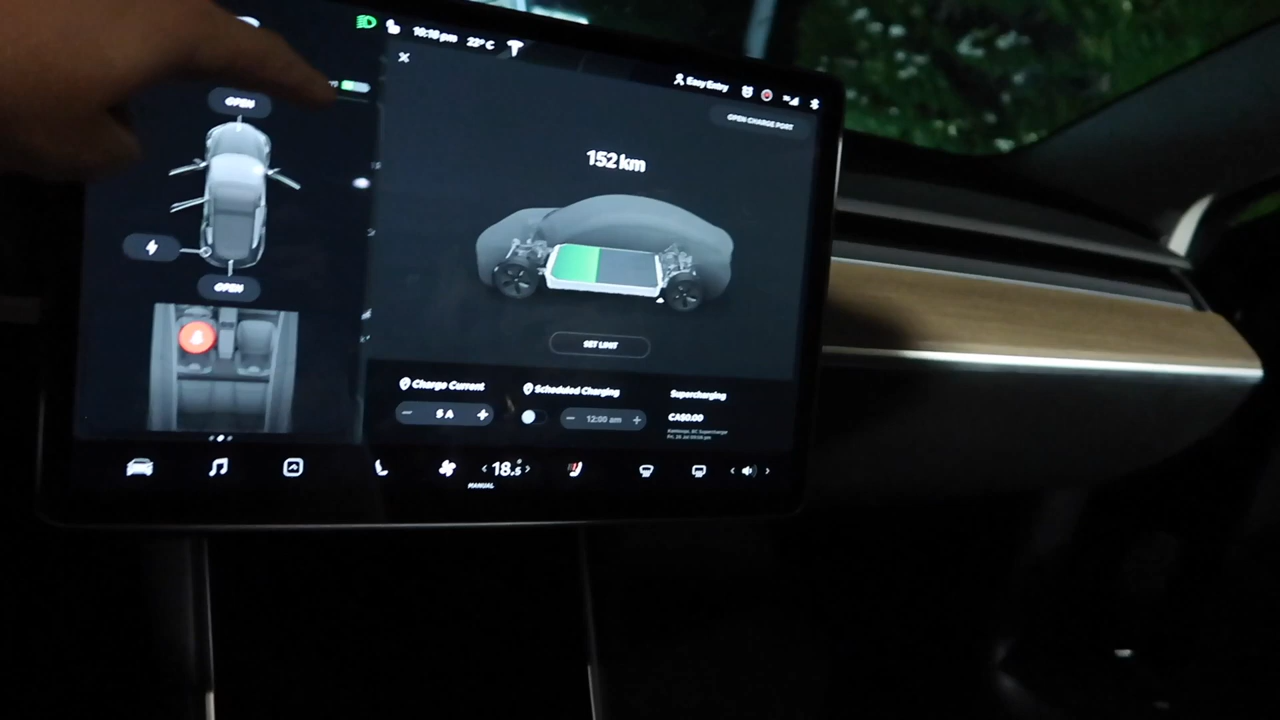 10:18 pm 22°C
Easy Entry
OPEN
OPEN CHARGE PORT
152 km
OPEN
SET LIMIT
Charge Current
Scheduled Charging
Supercharging
5 A
12:00 am
CA$0.00
18.5
MANUAL